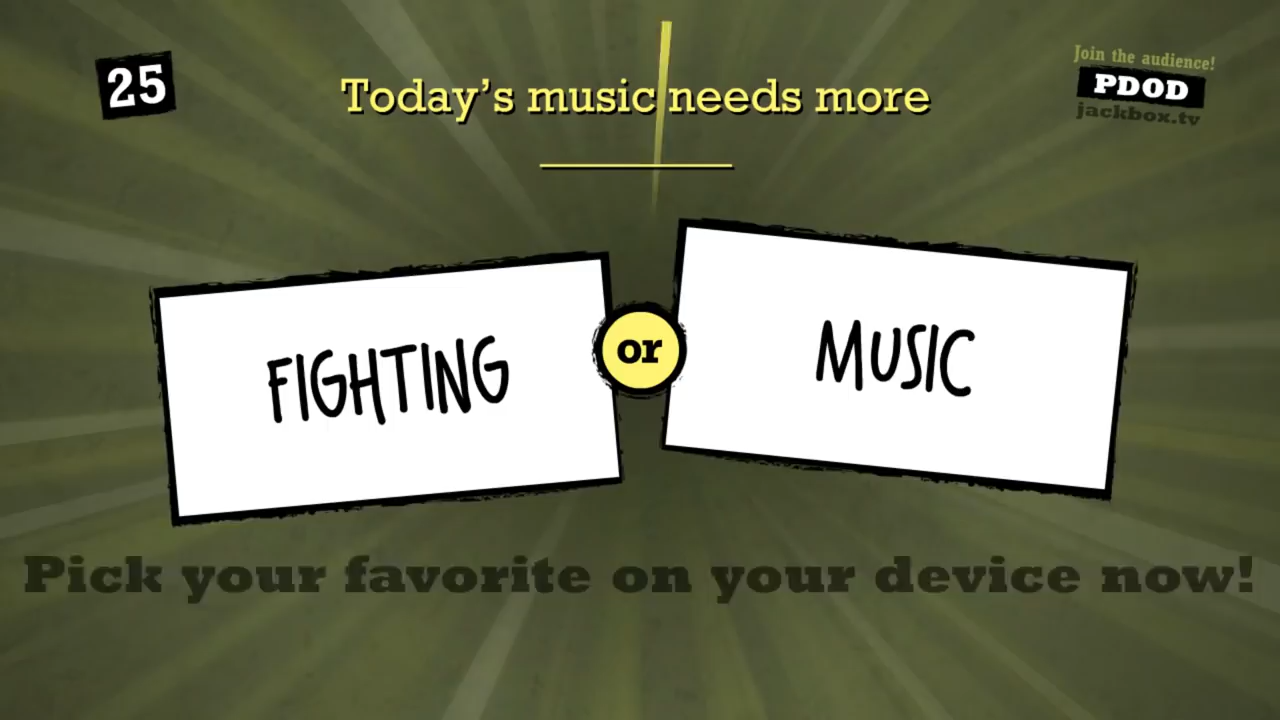 25
Today's music needs more
Join the audience!
PDOD
jackbox.tv
FIGHTING
or
MUSIC
Pick your favorite on your device now!